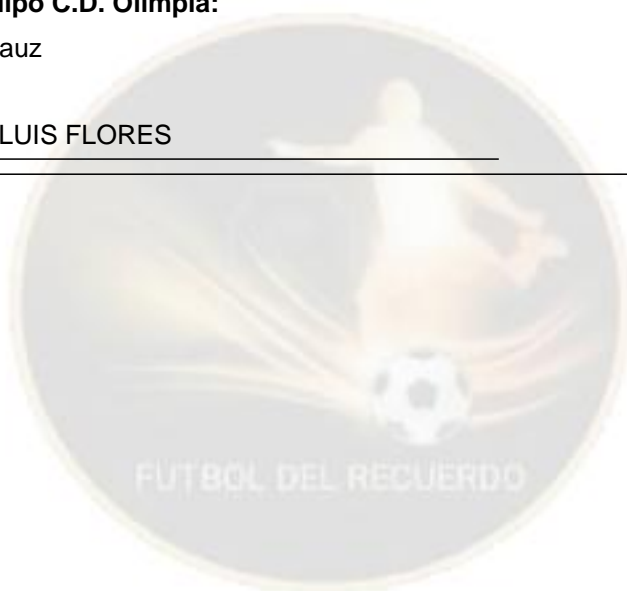 ipo C.D. Olimpia:
auz
LUIS FLORES
FUTBOL DEL RECUERDO